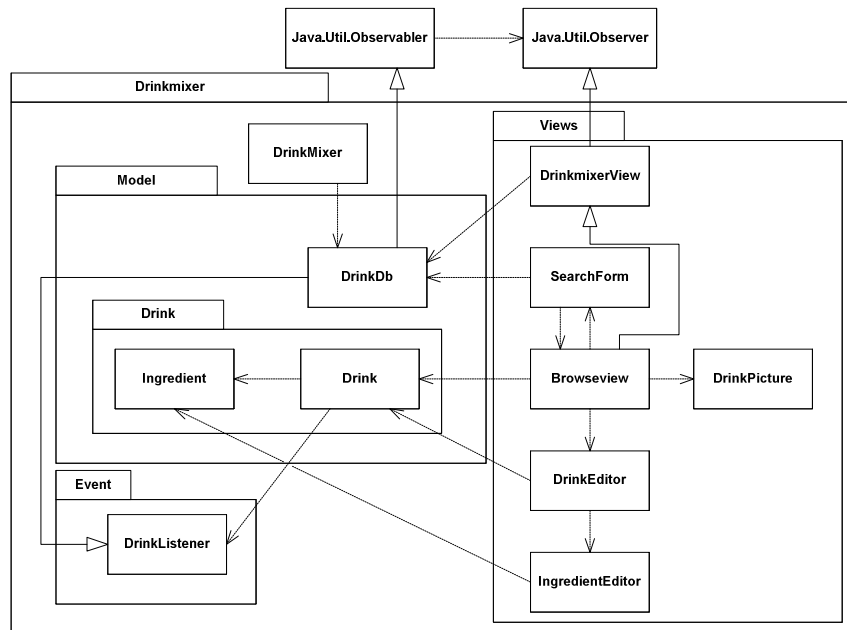 Java.Util.Observabler
Java.Util.Observer
Drinkmixer
Views
DrinkMixer
Model
DrinkmixerView
DrinkDb
SearchForm
Drink
Ingredient
Drink
Browseview
DrinkPicture
Event
DrinkEditor
DrinkListener
IngredientEditor